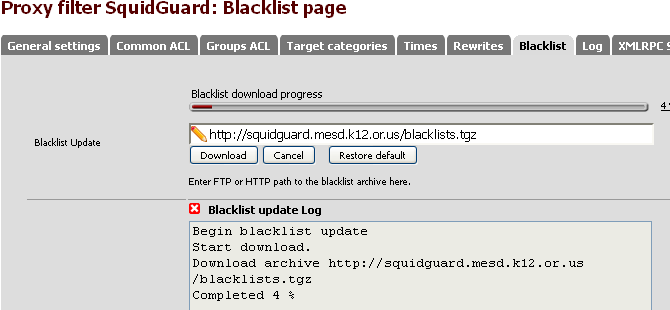 Proxy filter SquidGuard: Blacklist page
General settings Common ACL Groups ACL Target categories Times Rewrites Blacklist Log XMLRPC
Blacklist download progress
4
Blacklist Update
http://squidguard.mesd.k12.or.us/blacklists.tgz
Download Cancel Restore default
Enter FTP or HTTP path to the blacklist archive here.
Blacklist update Log
Begin blacklist update
Start download.
Download archive http://squidguard.mesd.k12.or.us
/blacklists.tgz
Completed 4 %